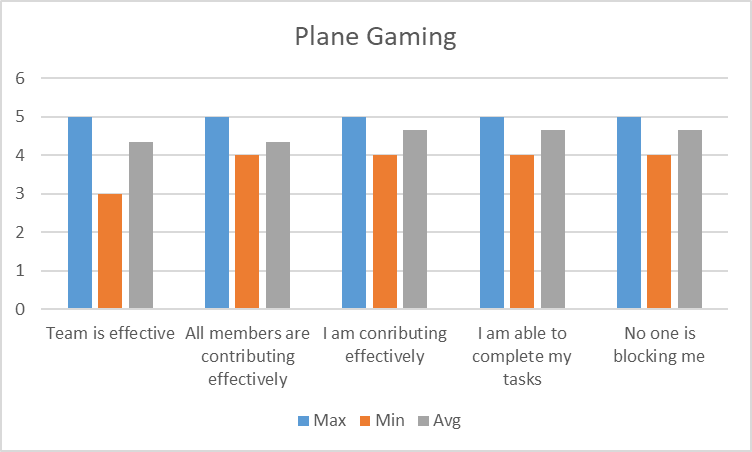 Plane Gaming
6
5
4
3
2
1
0
Team is effective
All members are
contributing
effectively
I am conributing
effectively
I am able to
complete my
tasks
No one is
blocking me
Max Min Avg